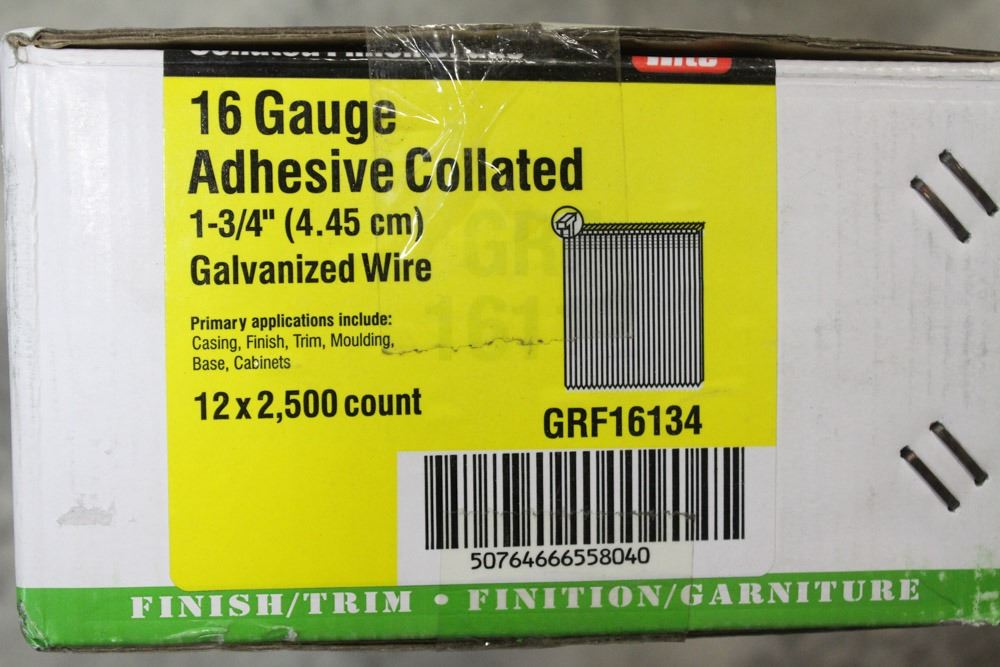 16 Gauge
Adhesive Collated
1-3/4" (4.45 cm)
Galvanized Wire
Primary applications include:
Casing, Finish, Trim, Moulding,
Base, Cabinets
12 x 2,500 count
GRF16134
50764666558040
FINISH/TRIM • FINITION/GARNITURE